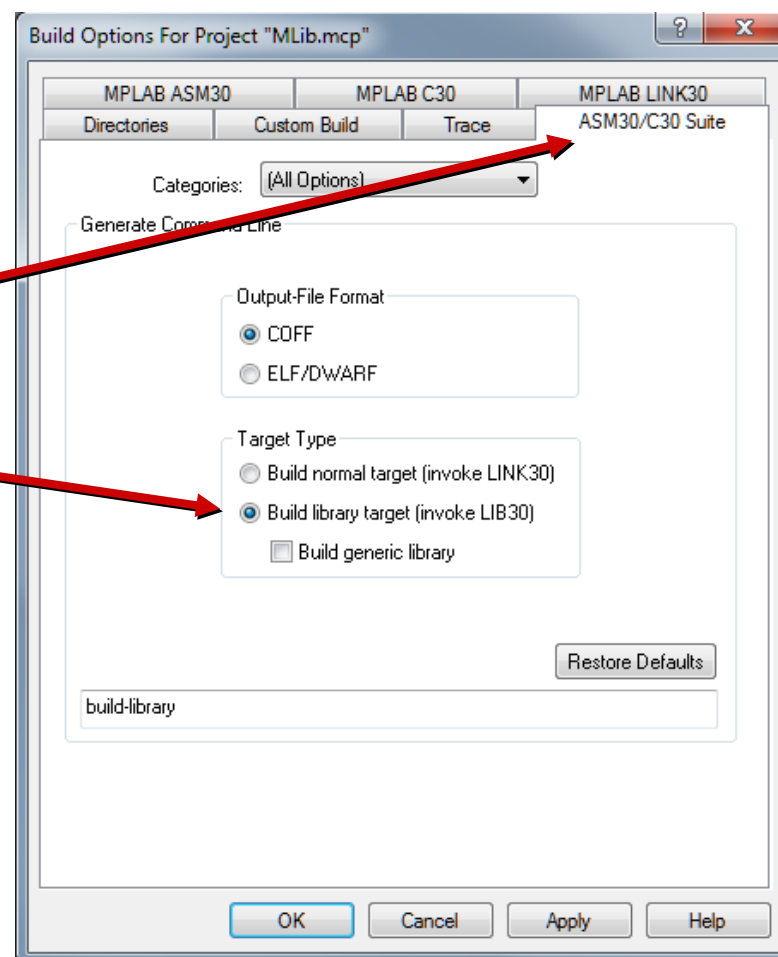 Build Options For Project "MLib.mcp"
MPLAB ASM30 MPLAB C30 MPLAB LINK30
Directories Custom Build Trace ASM30/C30 Suite
Categories: (All Options)
Generate Command Line
Output-File Format
COFF
ELF/DWARF
Target Type
Build normal target (invoke LINK30)
Build library target (invoke LIB30)
Build generic library
Restore Defaults
build-library
OK Cancel Apply Help